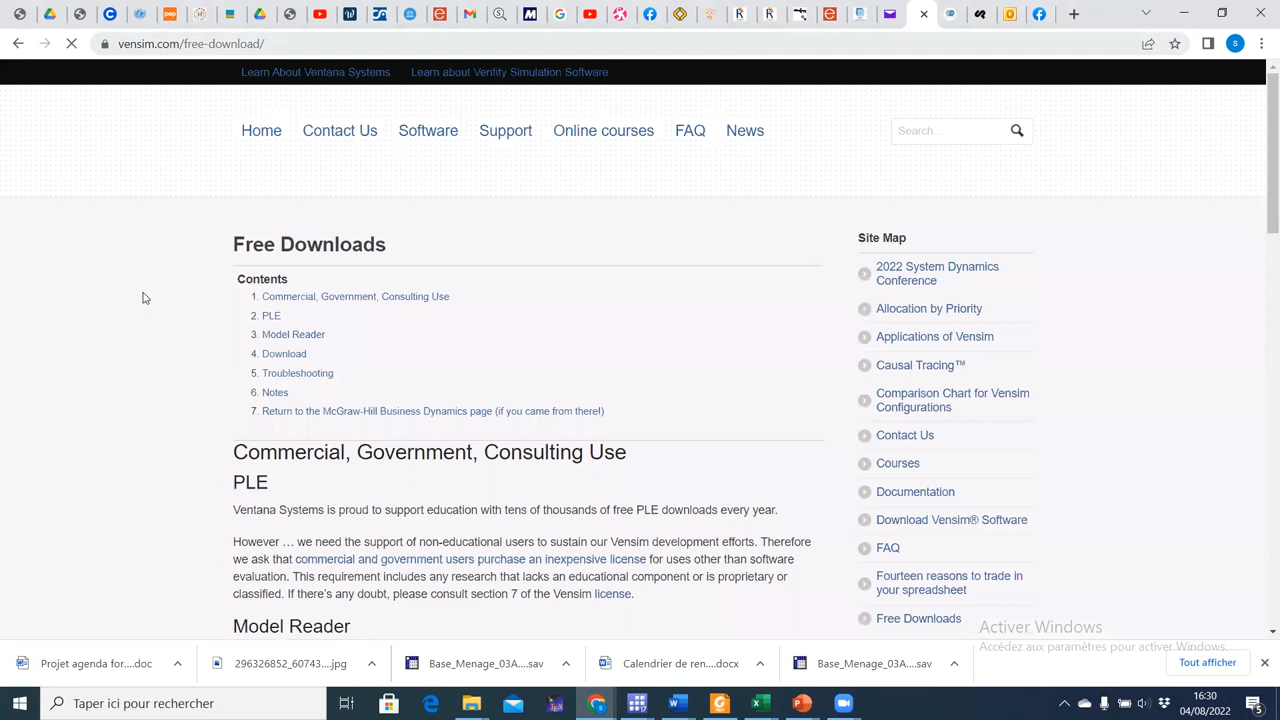 vensim.com/free-download/
S
Learn About Ventana Systems Learn about Ventity Simulation Software
Home Contact Us Software Support Online courses FAQ News
Search...
Free Downloads
Contents
1. Commercial, Government, Consulting Use
2. PLE
3. Model Reader
4. Download
5. Troubleshooting
6. Notes
7. Return to the McGraw-Hill Business Dynamics page (if you came from there!)
Commercial, Government, Consulting Use
PLE
Ventana Systems is proud to support education with tens of thousands of free PLE downloads every year.
However … we need the support of non-educational users to sustain our Vensim development efforts. Therefore
we ask that commercial and government users purchase an inexpensive license for uses other than software
evaluation. This requirement includes any research that lacks an educational component or is proprietary or
classified. If there's any doubt, please consult section 7 of the Vensim license.
Model Reader
Site Map
2022 System Dynamics
Conference
Allocation by Priority
Applications of Vensim
Causal Tracing™
Comparison Chart for Vensim
Configurations
Contact Us
Courses
Documentation
Download Vensim® Software
FAQ
Fourteen reasons to trade in
your spreadsheet
Free Downloads
Activer Windows
Accédez aux paramètres pour activer Windows.
Projet agenda for....doc
296326852_60743....jpg
Base_Menage_03A....sav
Calendrier de ren....docx
Base_Menage_03A....sav
Tout afficher
Taper ici pour rechercher
16:30
04/08/2022
5